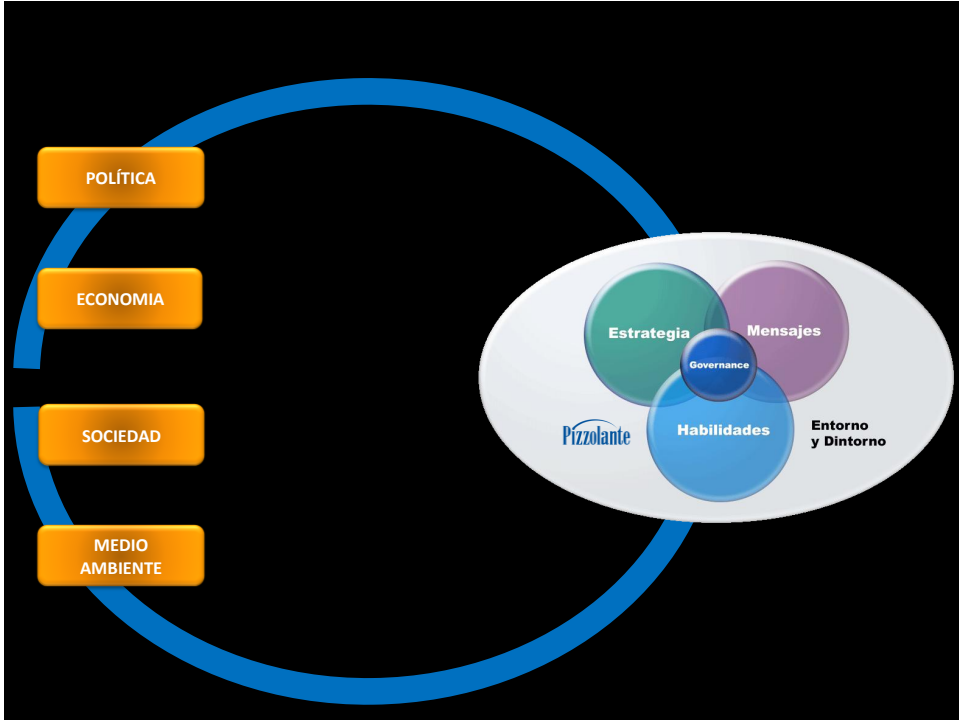 POLÍTICA
ECONOMIA
SOCIEDAD
MEDIO
AMBIENTE
Estrategia
Mensajes
Governance
Habilidades
Pizzolante
Entorno
y Dintorno